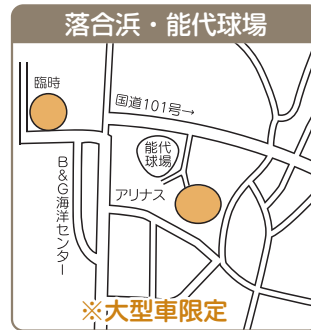 落合浜・能代球場
臨時
国道101号→
能代
球場
アリナス
B&G海洋センター
※大型車限定